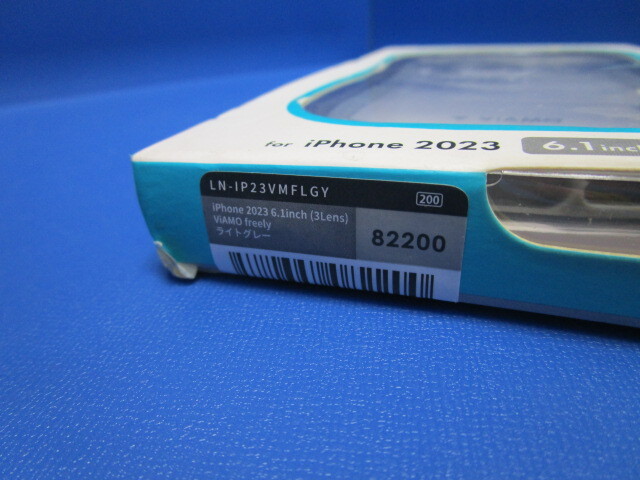 ViAMO
for iPhone 2023 6.1inch
LN-IP23VMFLGY
200
iPhone 2023 6.1inch (3Lens)
ViAMO freely
ライトグレー
82200